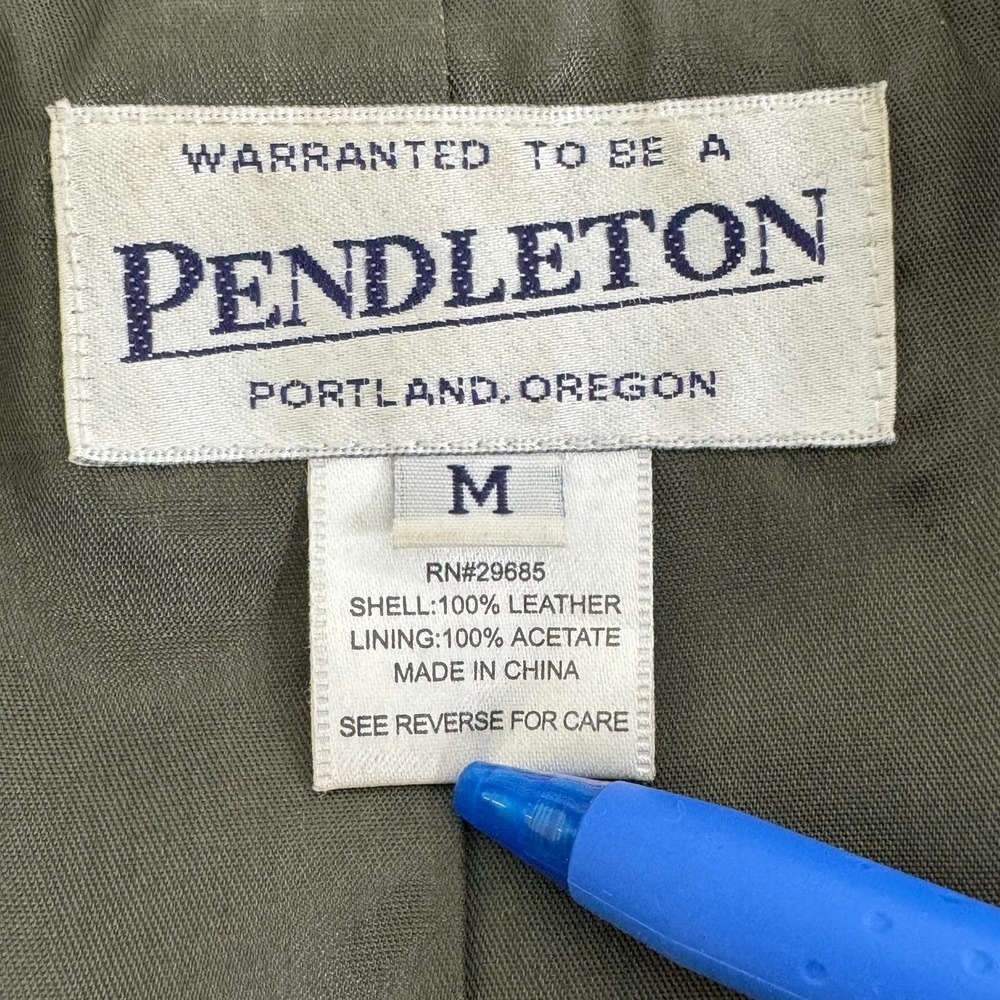 WARRANTED TO BE A
PENDLETON
PORTLAND, OREGON
M
RN#29685
SHELL:100% LEATHER
LINING:100% ACETATE
MADE IN CHINA
SEE REVERSE FOR CARE